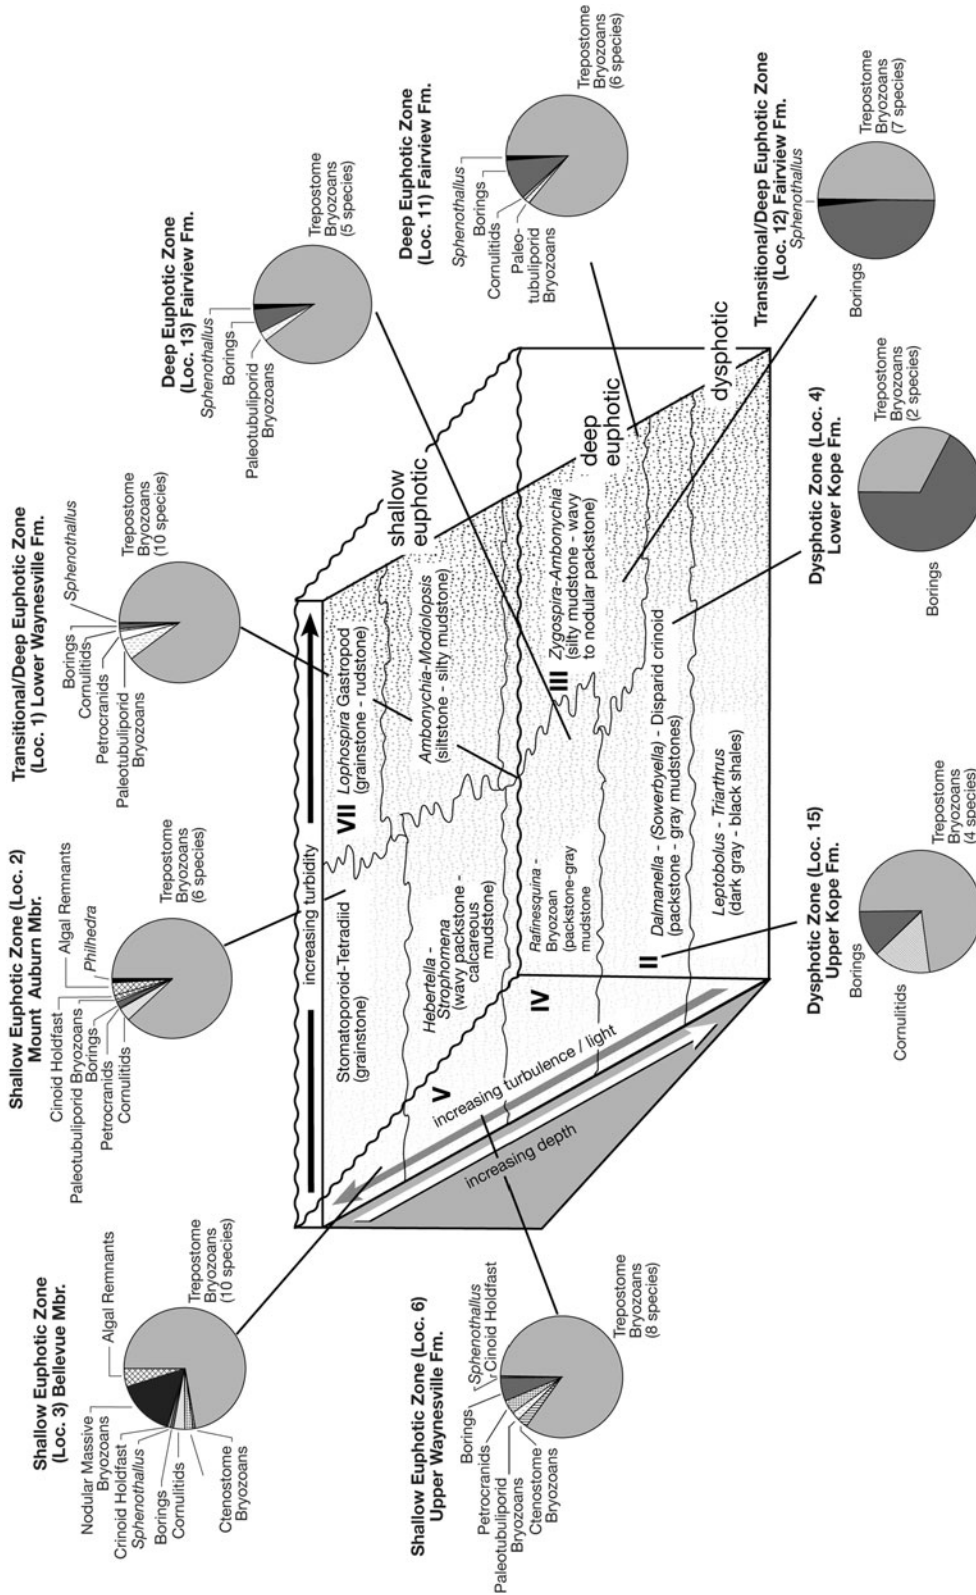 Shallow Euphotic Zone
(Loc. 3) Bellevue Mbr.
Algal Remnants
Nodular Massive
Bryozoans
Crinoid Holdfast
Sphenothallus
Borings
Cornulitids
Ctenostome
Bryozoans
Trepostome
Bryozoans
(10 species)
Shallow Euphotic Zone (Loc. 2)
Mount Auburn Mbr.
Algal Remnants
Philhedra
Cinoid Holdfast
Paleotubuliporid Bryozoans
Borings
Petrocranids
Cornulitids
Trepostome
Bryozoans
(6 species)
Transitional/Deep Euphotic Zone
(Loc. 1) Lower Waynesville Fm.
Sphenothallus
Borings
Cornulitids
Petrocranids
Paleotubuliporid
Bryozoans
Trepostome
Bryozoans
(10 species)
Deep Euphotic Zone
(Loc. 13) Fairview Fm.
Sphenothallus
Borings
Paleotubuliporid
Bryozoans
Trepostome
Bryozoans
(5 species)
Deep Euphotic Zone
(Loc. 11) Fairview Fm.
Sphenothallus
Borings
Cornulitids
Paleo-
tubuliporid
Bryozoans
Trepostome
Bryozoans
(6 species)
increasing turbidity
Stomatoporoid-Tetradiid
(grainstone)
VII
Lophospira Gastropod
(grainstone - rudstone)
shallow
euphotic
V
Hebertella -
Strophomena
(wavy packstone -
calcareous
mudstone)
Ambonychia-Modiolopsis
(siltstone - silty mudstone)
deep
euphotic
IV
Rafinesquina -
Bryozoan
(packstone-gray
mudstone
III
Zygospira-Ambonychia
(silty mudstone - wavy
to nodular packstone)
dysphotic
II
Dalmanella - (Sowerbyella) - Disparid crinoid
(packstone - gray mudstones)
Leptobolus - Triarthrus
(dark gray - black shales)
increasing turbulence / light
increasing depth
Shallow Euphotic Zone (Loc. 6)
Upper Waynesville Fm.
Sphenothallus
Cinoid Holdfast
Borings
Petrocranids
Paleotubuliporid
Bryozoans
Ctenostome
Bryozoans
Trepostome
Bryozoans
(8 species)
Dysphotic Zone (Loc. 15)
Upper Kope Fm.
Borings
Cornulitids
Trepostome
Bryozoans
(4 species)
Dysphotic Zone (Loc. 4)
Lower Kope Fm.
Borings
Trepostome
Bryozoans
(2 species)
Transitional/Deep Euphotic Zone
(Loc. 12) Fairview Fm.
Sphenothallus
Borings
Trepostome
Bryozoans
(7 species)